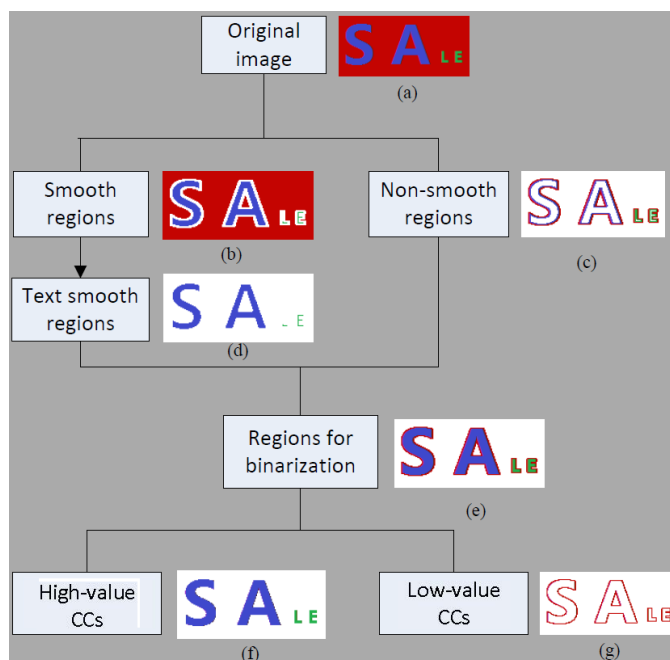 Original
image
S A L E
(a)
Smooth
regions
S A L E
(b)
Non-smooth
regions
S A L E
(c)
Text smooth
regions
S A L E
(d)
Regions for
binarization
S A L E
(e)
High-value
CCs
S A L E
(f)
Low-value
CCs
S A L E
(g)